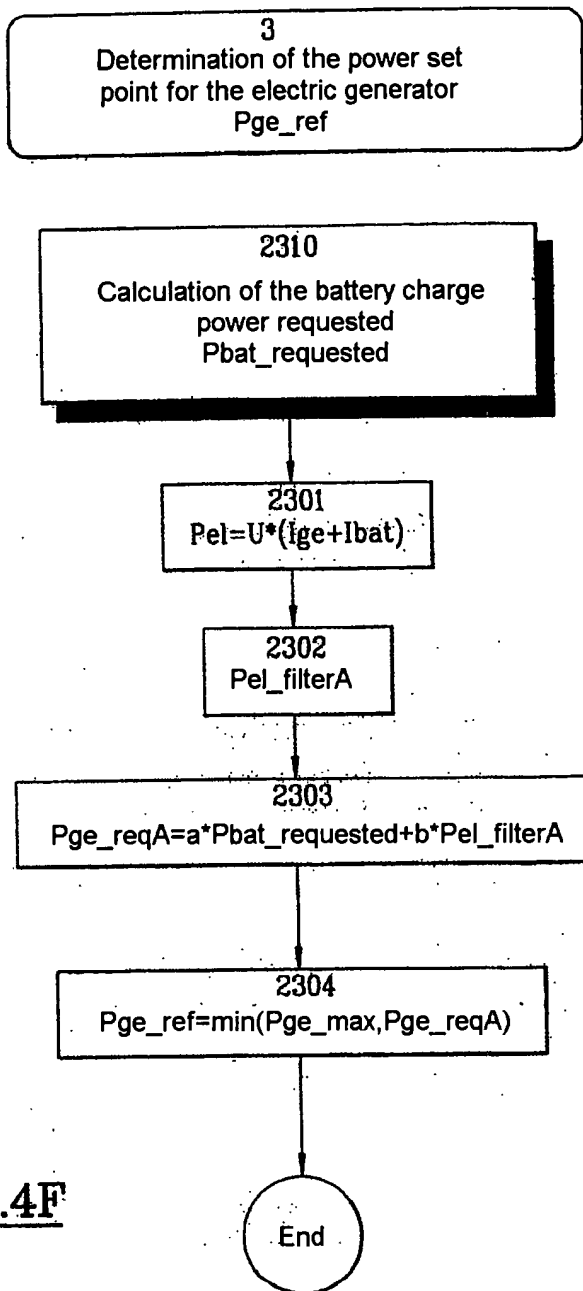 3
Determination of the power set
point for the electric generator
Pge_ref
2310
Calculation of the battery charge
power requested
Pbat_requested
2301
Pel=U*(Ige+Ibat)
2302
Pel_filterA
2303
Pge_reqA=a*Pbat_requested+b*Pel_filterA
2304
Pge_ref=min(Pge_max,Pge_reqA)
.4F
End